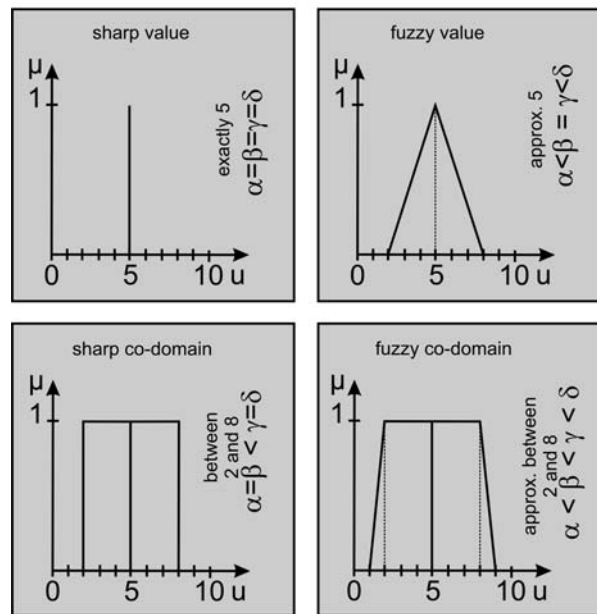 sharp value
μ
1
0
5
10 u
exactly 5
α=β=γ=δ
fuzzy value
μ
1
0
5
10 u
approx. 5
α<β = γ<δ
sharp co-domain
μ
1
0
5
10 u
between
2 and 8
α=β < γ=δ
fuzzy co-domain
μ
1
0
5
10 u
approx. between
2 and 8
α < β < γ < δ